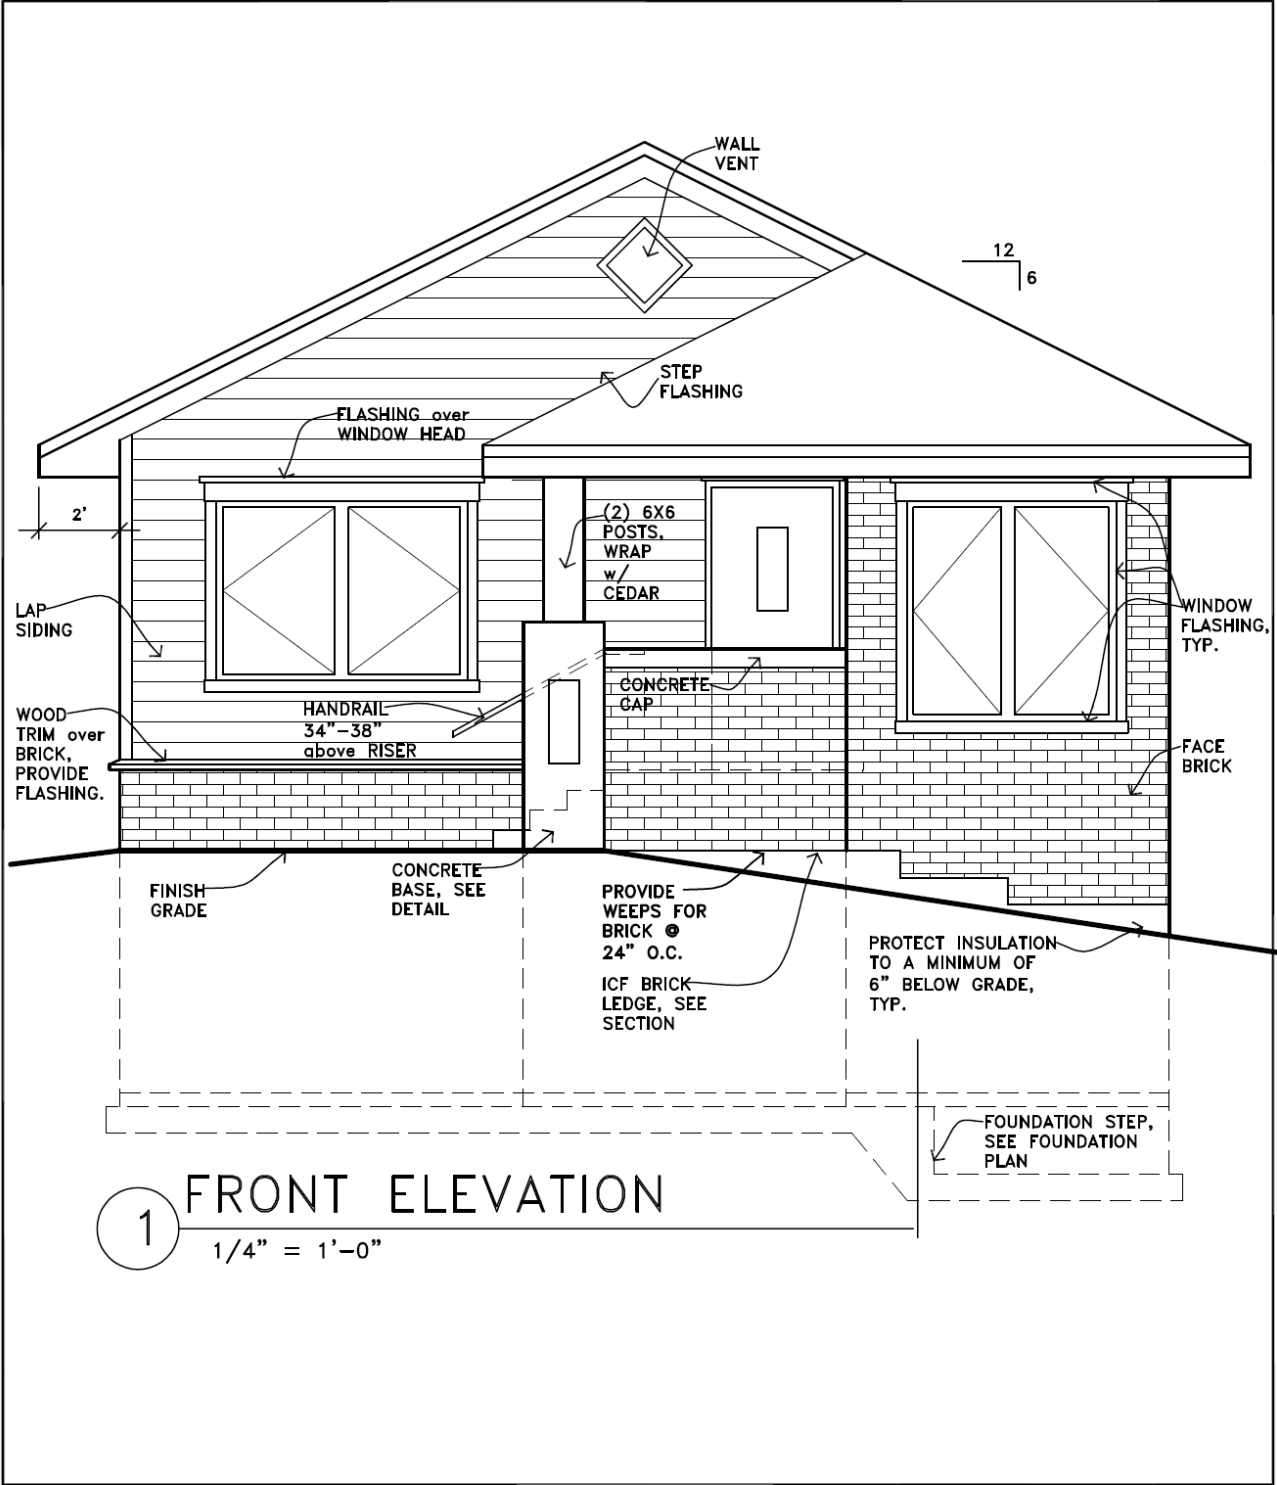 WALL
VENT
12
6
STEP
FLASHING
FLASHING over
WINDOW HEAD
2'
(2) 6X6
POSTS,
WRAP
w/
CEDAR
LAP
SIDING
WINDOW
FLASHING,
TYP.
CONCRETE
CAP
HANDRAIL
34"-38"
above RISER
WOOD
TRIM over
BRICK,
PROVIDE
FLASHING.
FACE
BRICK
FINISH
GRADE
CONCRETE
BASE, SEE
DETAIL
PROVIDE
WEEPS FOR
BRICK @
24" O.C.
ICF BRICK
LEDGE, SEE
SECTION
PROTECT INSULATION
TO A MINIMUM OF
6" BELOW GRADE,
TYP.
FOUNDATION STEP,
SEE FOUNDATION
PLAN
1
FRONT ELEVATION
1/4" = 1'-0"